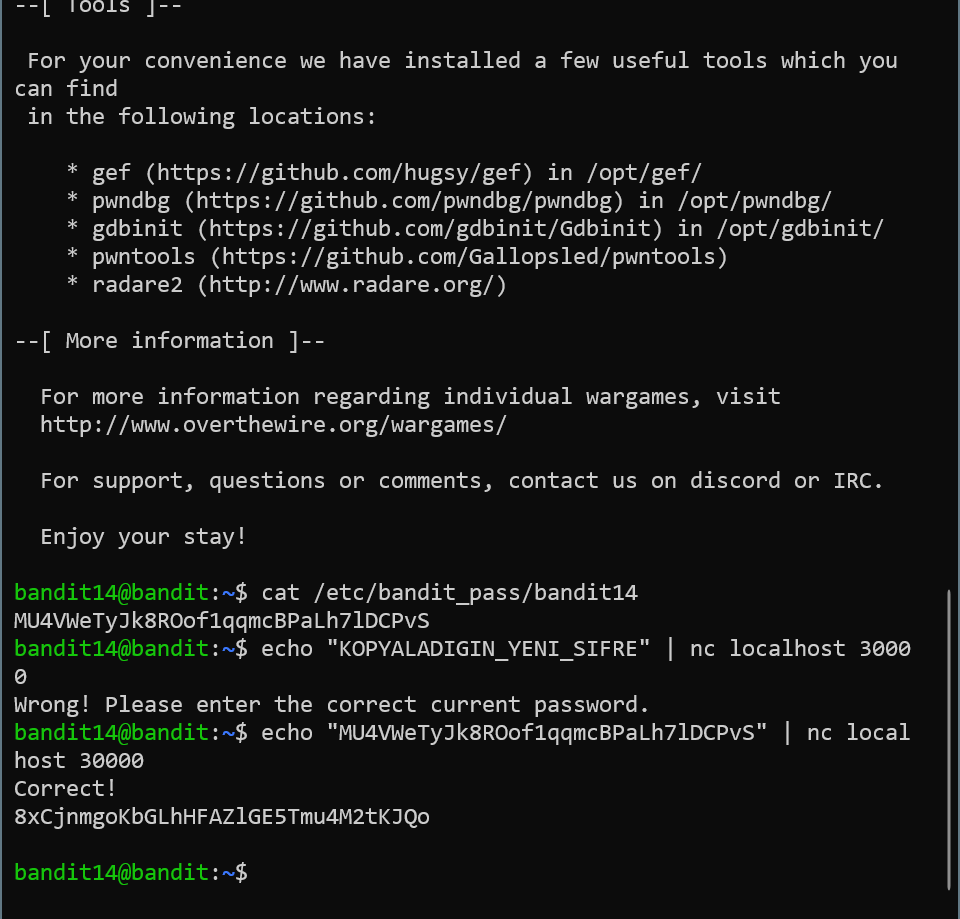 --[ Tools ]--
For your convenience we have installed a few useful tools which you
can find
in the following locations:
* gef (https://github.com/hugsy/gef) in /opt/gef/
* pwndbg (https://github.com/pwndbg/pwndbg) in /opt/pwndbg/
* gdbinit (https://github.com/gdbinit/Gdbinit) in /opt/gdbinit/
* pwntools (https://github.com/Gallopsled/pwntools)
* radare2 (http://www.radare.org/)
--[ More information ]--
For more information regarding individual wargames, visit
http://www.overthewire.org/wargames/
For support, questions or comments, contact us on discord or IRC.
Enjoy your stay!
bandit14@bandit:~$ cat /etc/bandit_pass/bandit14
MU4VWeTyJk8ROof1qqmcBPaLh7lDCPvS
bandit14@bandit:~$ echo "KOPYALADIGIN_YENI_SIFRE" | nc localhost 3000
0
Wrong! Please enter the correct current password.
bandit14@bandit:~$ echo "MU4VWeTyJk8ROof1qqmcBPaLh7lDCPvS" | nc local
host 30000
Correct!
8xCjnmgoKbGLhHFAZlGE5Tmu4M2tKJQo
bandit14@bandit:~$